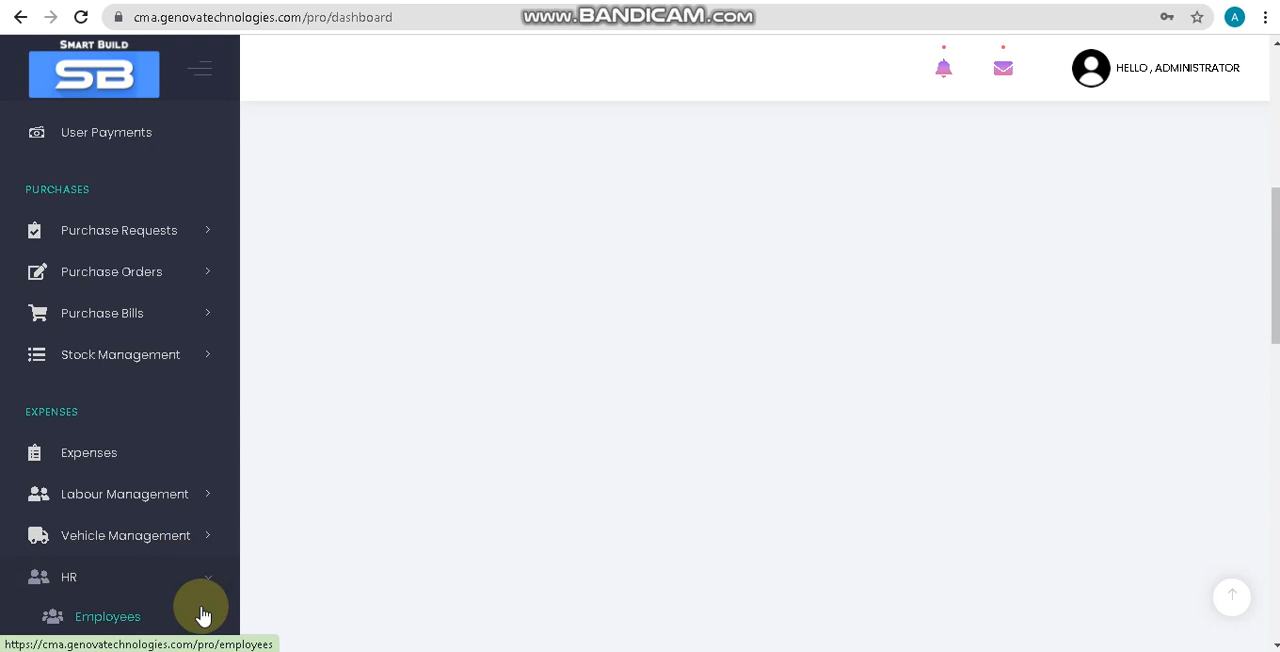 cma.genovatechnologies.com/pro/dashboard
www.BANDICAM.com
A
SMART BUILD
SB
HELLO , ADMINISTRATOR
User Payments
PURCHASES
Purchase Requests
Purchase Orders
Purchase Bills
Stock Management
EXPENSES
Expenses
Labour Management
Vehicle Management
HR
Employees
https://cma.genovatechnologies.com/pro/employees